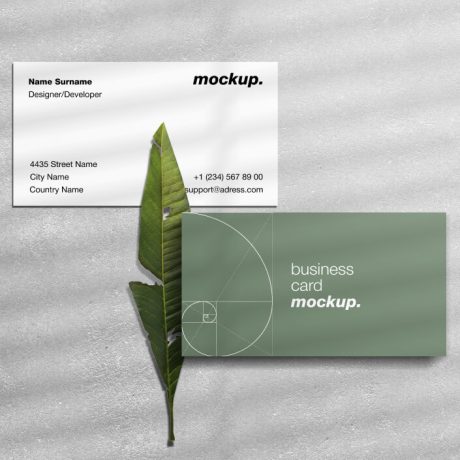 Name Surname
Designer/Developer
mockup.
4435 Street Name
City Name
Country Name
+1 (234) 567 89 00
support@adress.com
business
card
mockup.